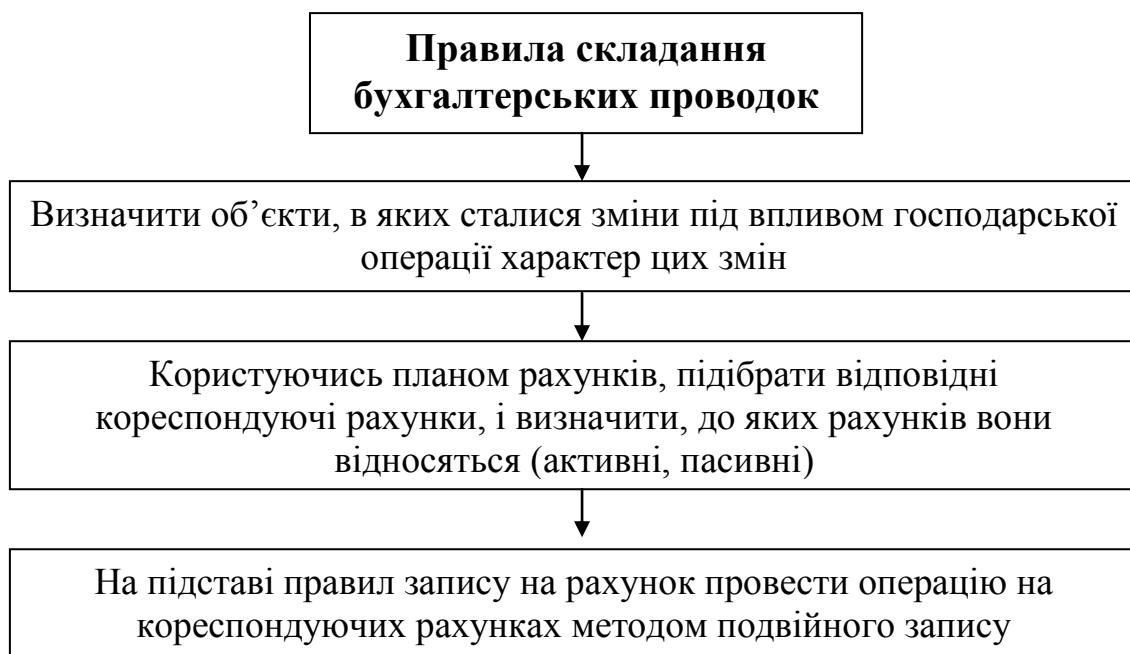 Правила складання
бухгалтерських проводок
Визначити об’єкти, в яких сталися зміни під впливом господарської
операції характер цих змін
Користуючись планом рахунків, підібрати відповідні
кореспондуючі рахунки, і визначити, до яких рахунків вони
відносяться (активні, пасивні)
На підставі правил запису на рахунок провести операцію на
кореспондуючих рахунках методом подвійного запису